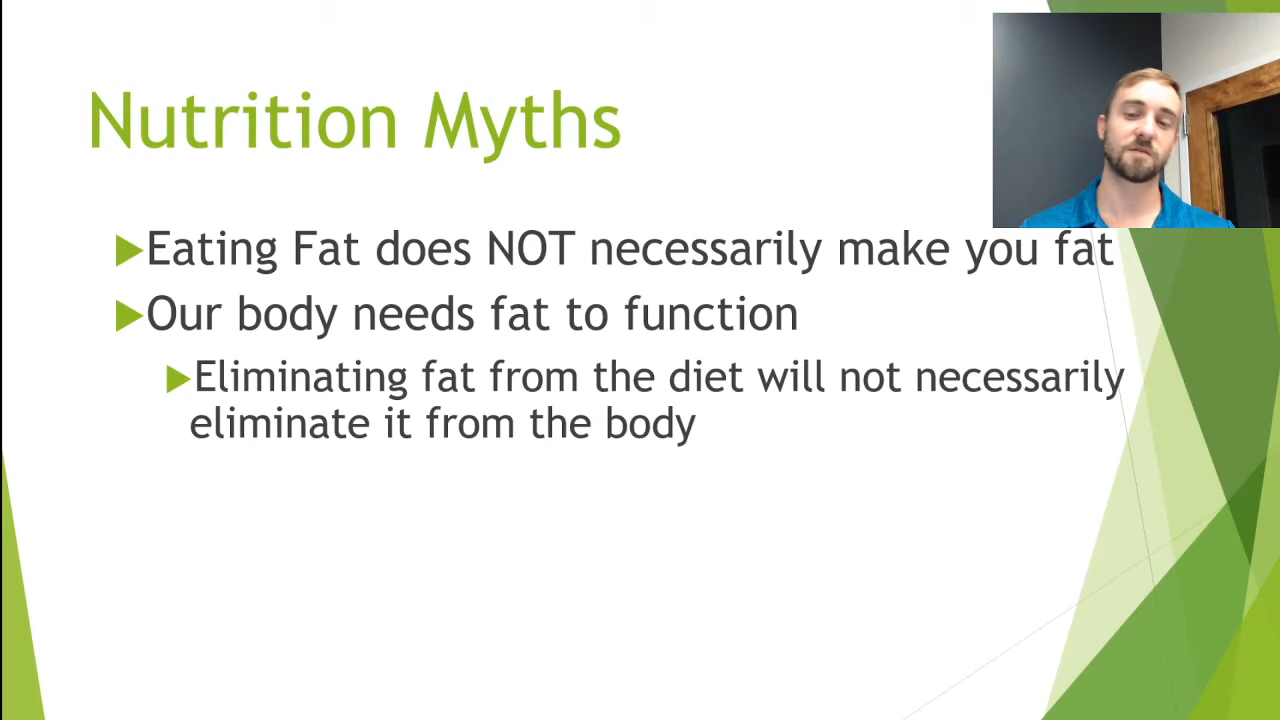 Nutrition Myths
Eating Fat does NOT necessarily make you fat
Our body needs fat to function
Eliminating fat from the diet will not necessarily
eliminate it from the body